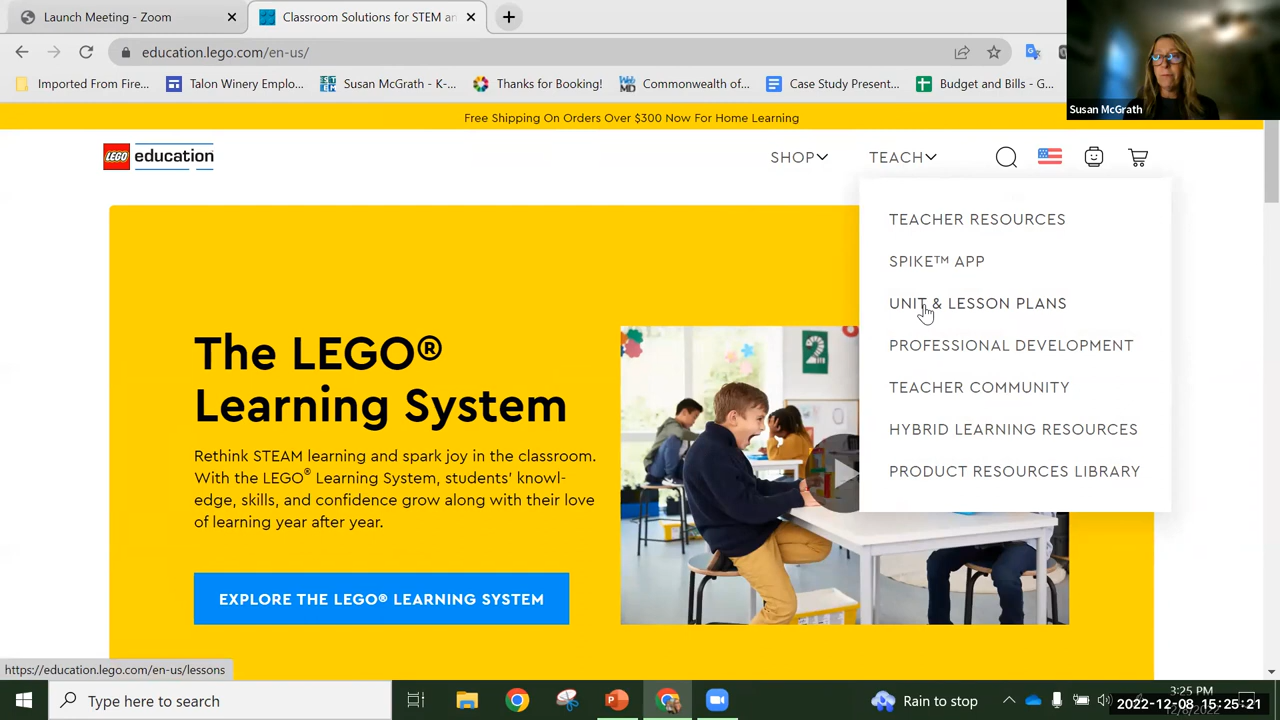 Launch Meeting - Zoom
Classroom Solutions for STEM an
education.lego.com/en-us/
Imported From Fire...
Talon Winery Emplo...
Susan McGrath - K-...
Thanks for Booking!
Commonwealth of...
Case Study Present...
Budget and Bills - G...
Susan McGrath
Free Shipping On Orders Over $300 Now For Home Learning
LEGO education
SHOP
TEACH
TEACHER RESOURCES
SPIKE™ APP
UNIT & LESSON PLANS
PROFESSIONAL DEVELOPMENT
TEACHER COMMUNITY
HYBRID LEARNING RESOURCES
PRODUCT RESOURCES LIBRARY
The LEGO®
Learning System
Rethink STEAM learning and spark joy in the classroom.
With the LEGO® Learning System, students' knowl-
edge, skills, and confidence grow along with their love
of learning year after year.
2
EXPLORE THE LEGO® LEARNING SYSTEM
https://education.lego.com/en-us/lessons
Type here to search
Rain to stop
3:25 PM
2022-12-08 15:25:21